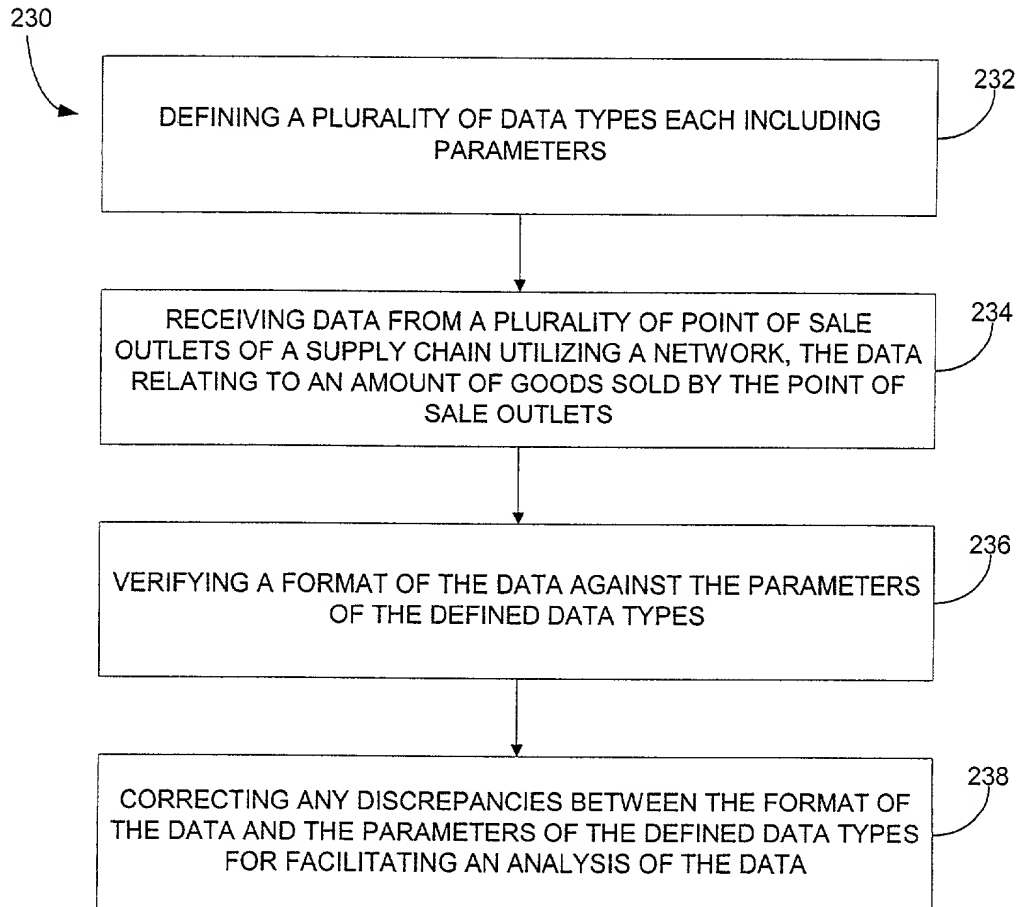 230
232
DEFINING A PLURALITY OF DATA TYPES EACH INCLUDING
PARAMETERS
234
RECEIVING DATA FROM A PLURALITY OF POINT OF SALE
OUTLETS OF A SUPPLY CHAIN UTILIZING A NETWORK, THE DATA
RELATING TO AN AMOUNT OF GOODS SOLD BY THE POINT OF
SALE OUTLETS
236
VERIFYING A FORMAT OF THE DATA AGAINST THE PARAMETERS
OF THE DEFINED DATA TYPES
238
CORRECTING ANY DISCREPANCIES BETWEEN THE FORMAT OF
THE DATA AND THE PARAMETERS OF THE DEFINED DATA TYPES
FOR FACILITATING AN ANALYSIS OF THE DATA